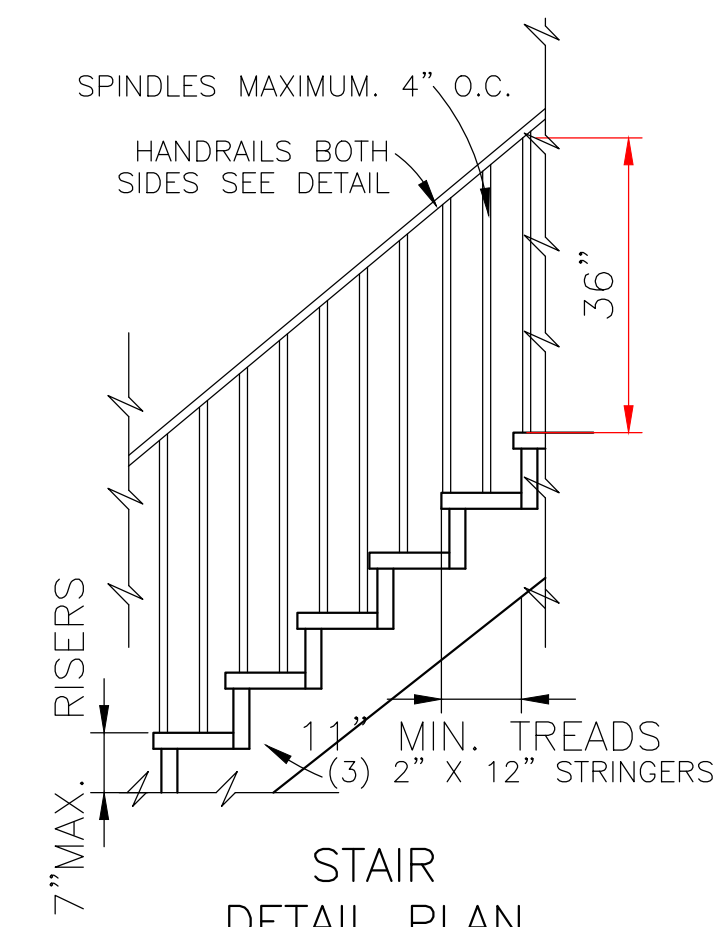 SPINDLES MAXIMUM. 4” O.C.
HANDRAILS BOTH
SIDES SEE DETAIL
36”
7”MAX. RISERS
11” MIN. TREADS
(3) 2” X 12” STRINGERS
STAIR
DETAIL PLAN